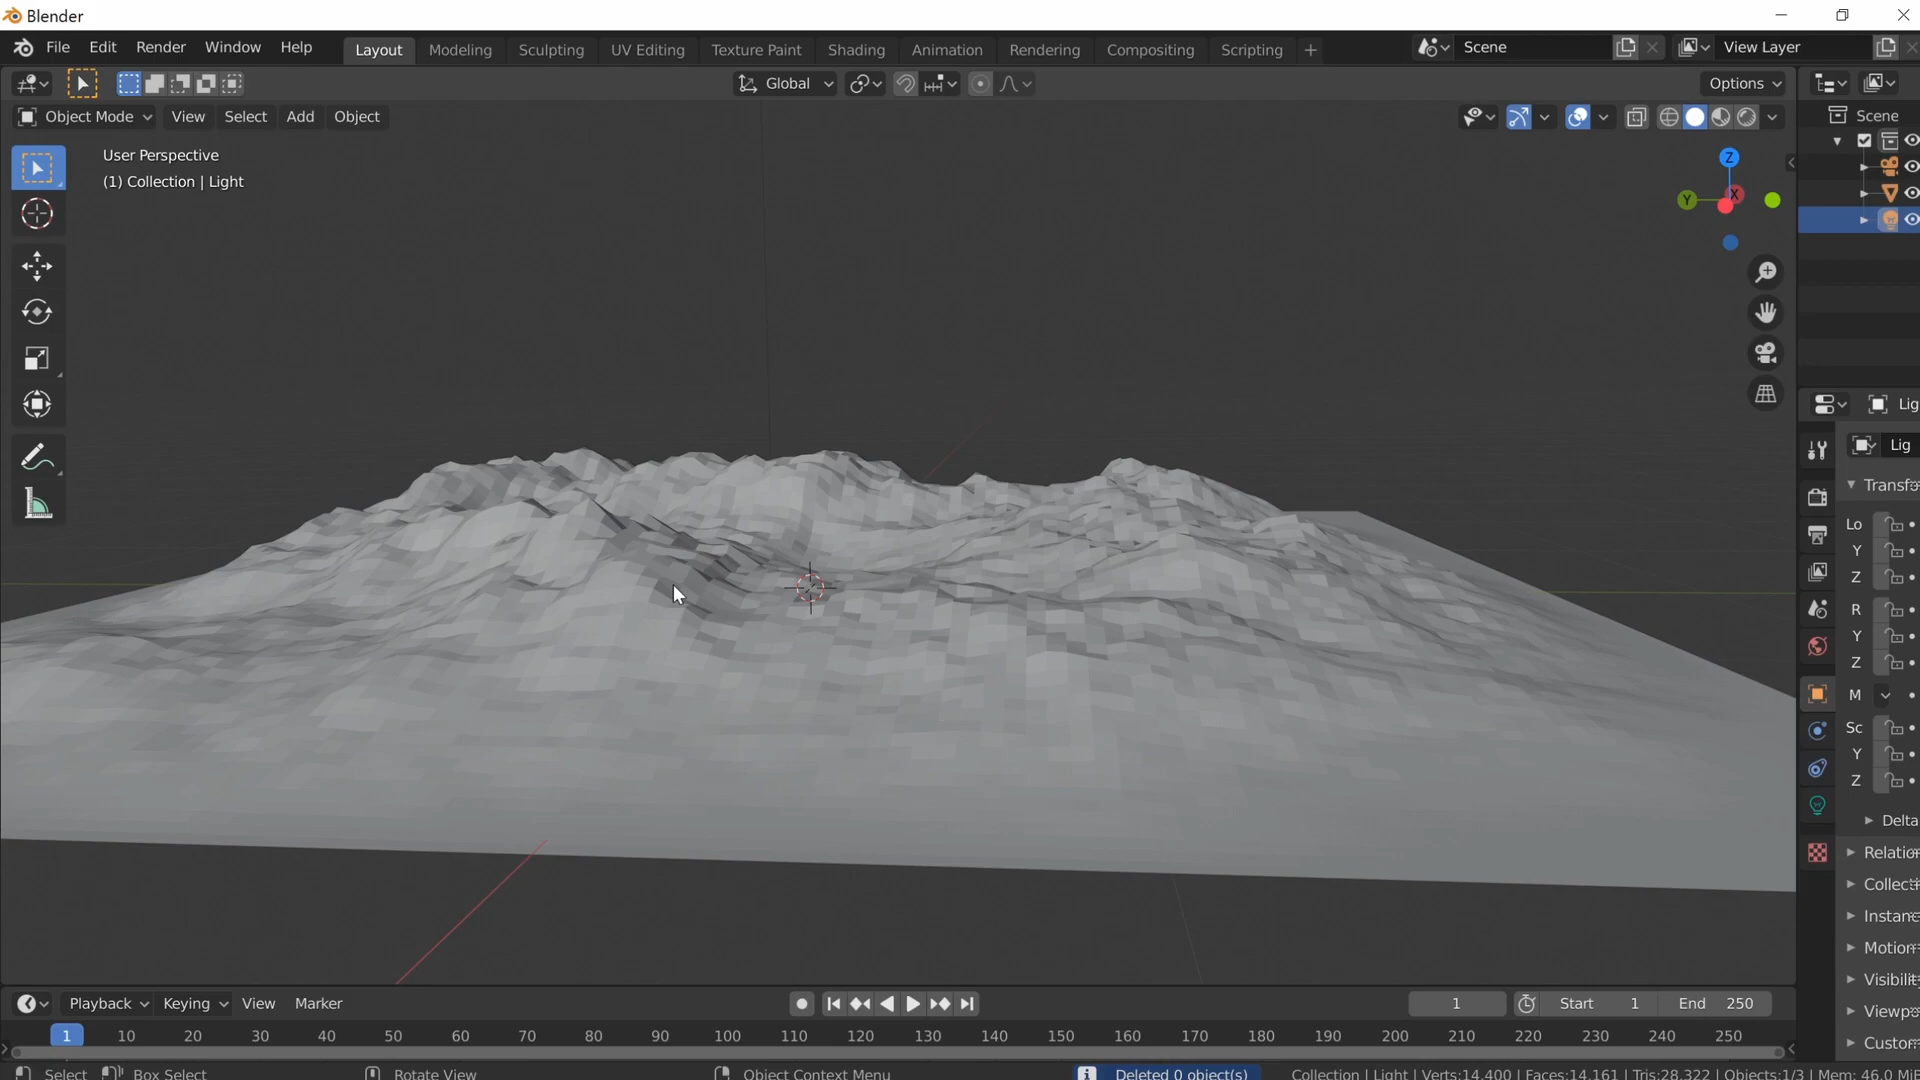 Blender
File Edit Render Window Help Layout Modeling Sculpting UV Editing Texture Paint Shading Animation Rendering Compositing Scripting + Scene View Layer
Global Options
Object Mode View Select Add Object
Scene
User Perspective
(1) Collection | Light
Z
Y X
Lig
Lig
Transf
Lo
Y
Z
R
Y
Z
M
Sc
Y
Z
Delta
Relatio
Collect
Instanc
Motion
Visibilit
Viewp
Custom
Playback Keying View Marker 1 Start 1 End 250
1 10 20 30 40 50 60 70 80 90 100 110 120 130 140 150 160 170 180 190 200 210 220 230 240 250
Select Box Select Rotate View Object Context Menu Deleted 0 object(s) Collection | Light | Verts:14,400 | Faces:14,161 | Tris:28,322 | Objects:1/3 | Mem: 46.0 MiB